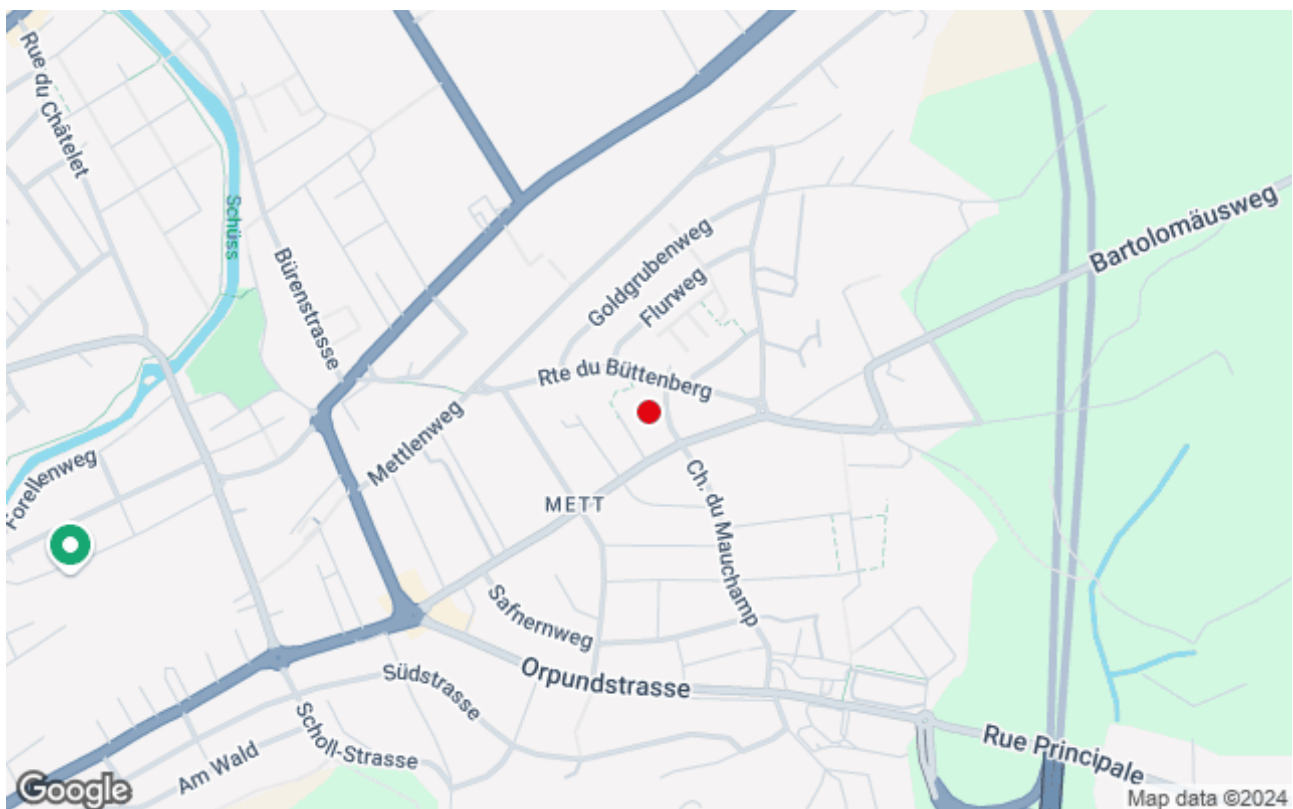 Rue du Châtelet
Schüss
Bürenstrasse
Goldgrubenweg
Flurweg
Bartolomäusweg
Rte du Büttenberg
Mettlenweg
Forellenweg
METT
Ch. du Mauchamp
Safnernweg
Orpundstrasse
Südstrasse
Scholl-Strasse
Am Wald
Rue Principale
Google
Map data ©2024